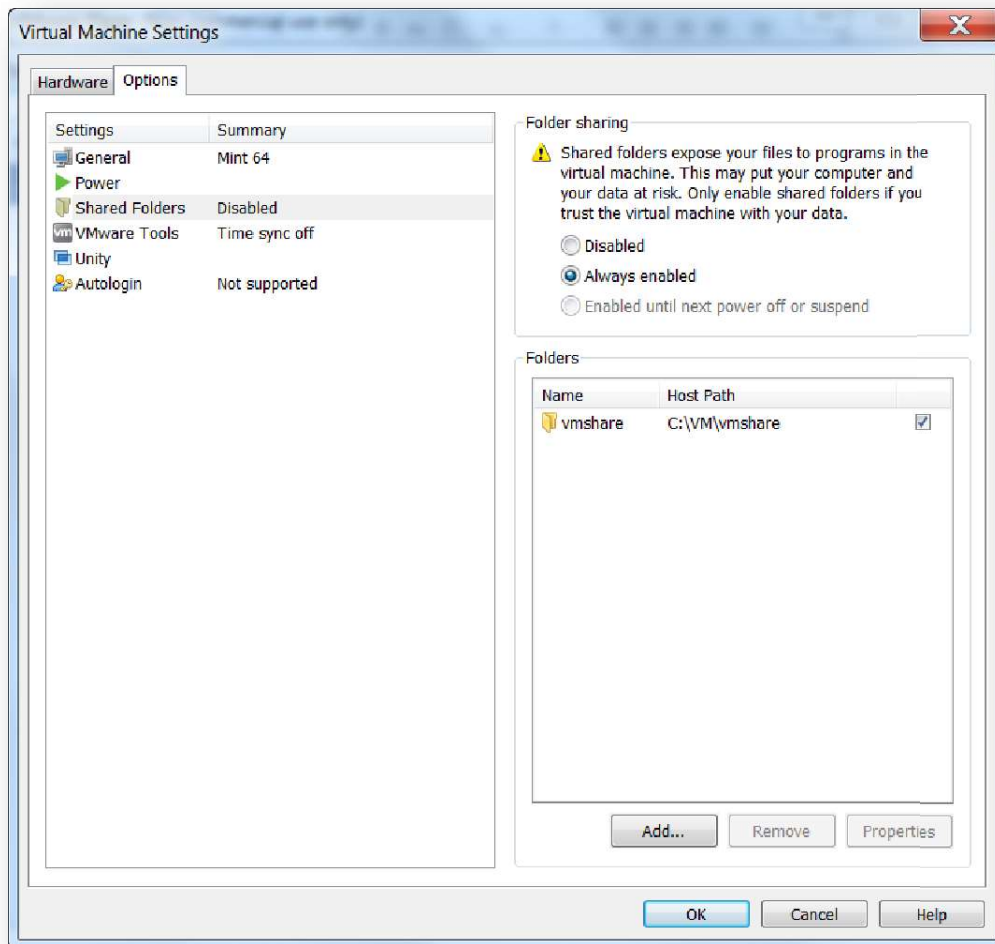 Virtual Machine Settings
Hardware
Options
Settings Summary
General Mint 64
Power
Shared Folders Disabled
vm VMware Tools Time sync off
Unity
Autologin Not supported
Folder sharing
Shared folders expose your files to programs in the
virtual machine. This may put your computer and
your data at risk. Only enable shared folders if you
trust the virtual machine with your data.
Disabled
Always enabled
Enabled until next power off or suspend
Folders
Name Host Path
vmshare C:\VM\vmshare
Add... Remove Properties
OK Cancel Help